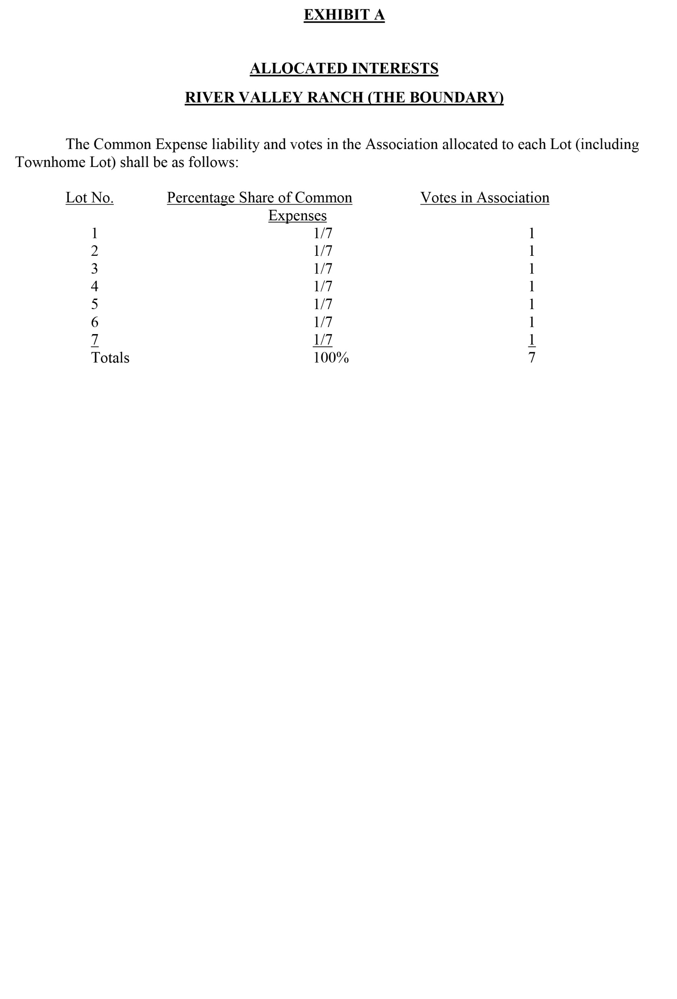 EXHIBIT A
ALLOCATED INTERESTS
RIVER VALLEY RANCH (THE BOUNDARY)
The Common Expense liability and votes in the Association allocated to each Lot (including
Townhome Lot) shall be as follows:
Lot No. Percentage Share of Common Votes in Association
Expenses
1 1/7 1
2 1/7 1
3 1/7 1
4 1/7 1
5 1/7 1
6 1/7 1
7 1/7 1
Totals 100% 7